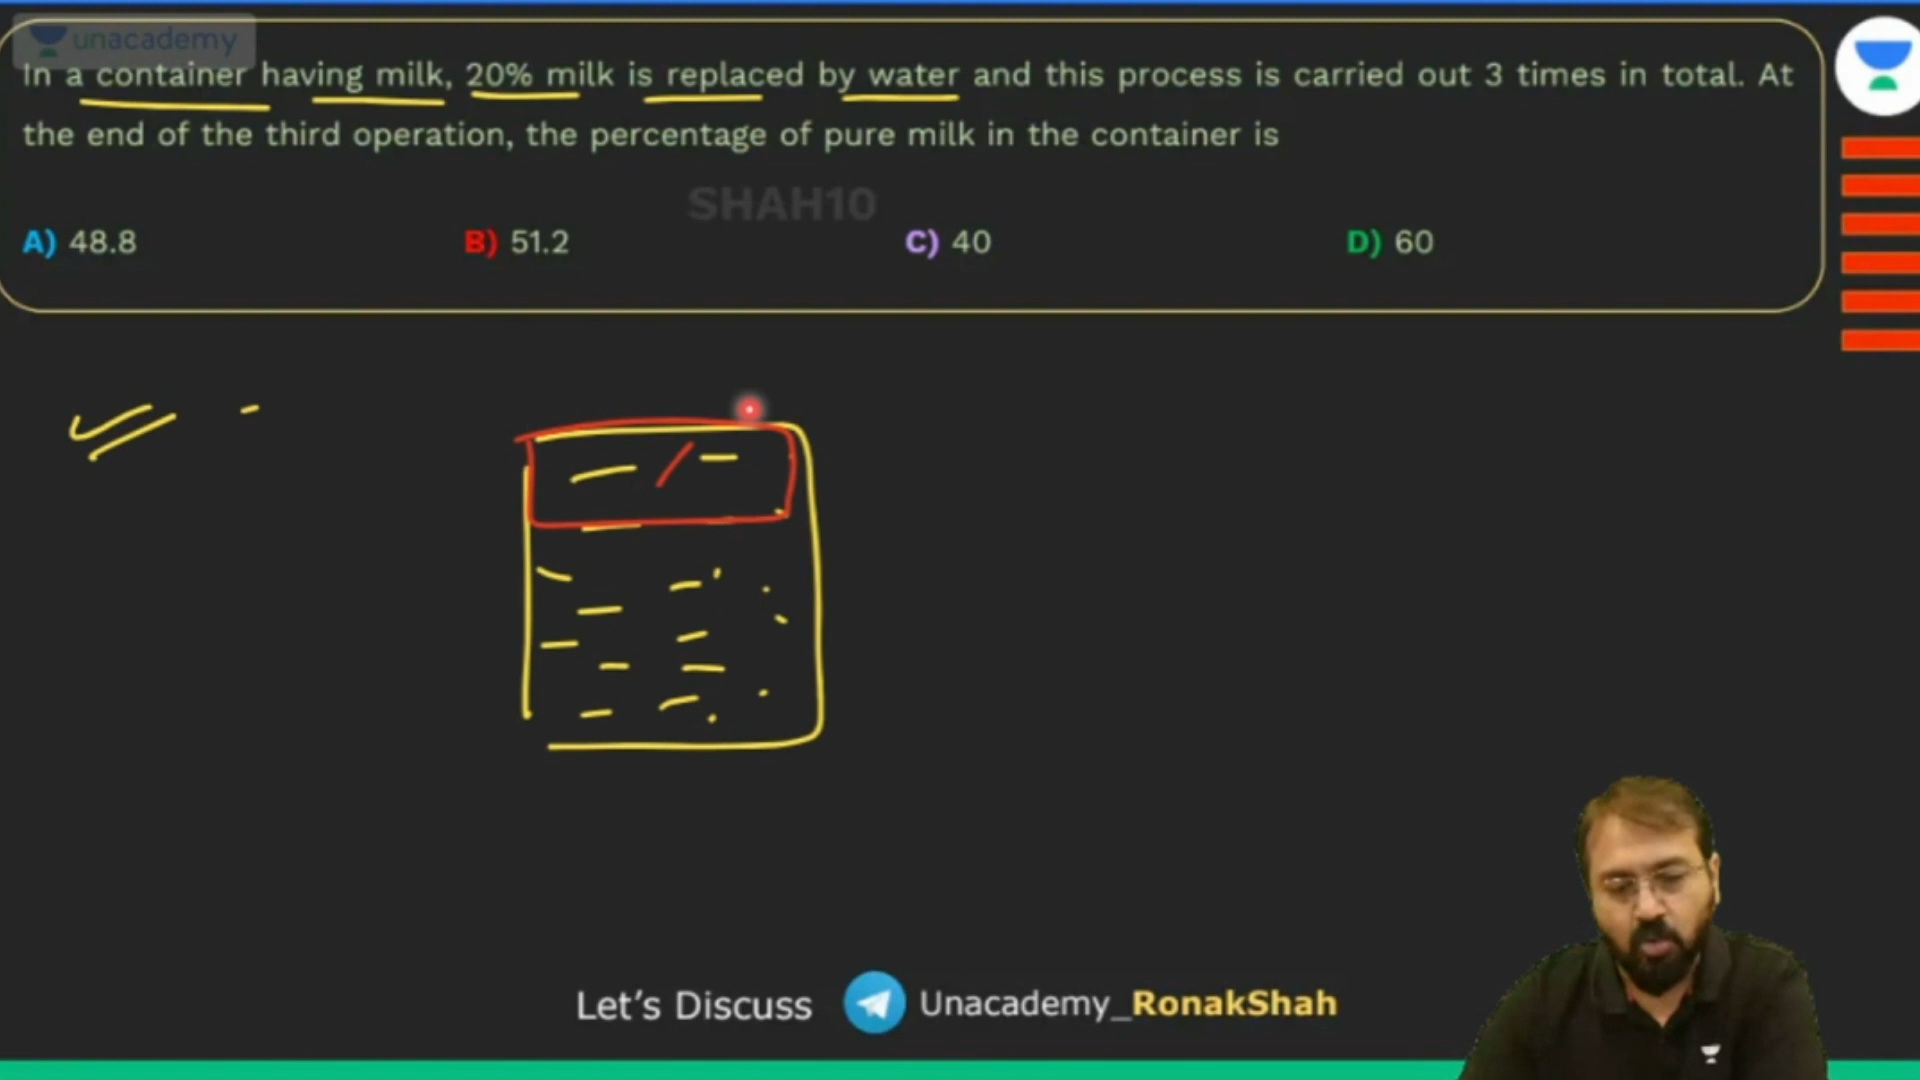 unacademy
In a container having milk, 20% milk is replaced by water and this process is carried out 3 times in total. At
the end of the third operation, the percentage of pure milk in the container is
SHAH10
A) 48.8 B) 51.2 C) 40 D) 60
Let's Discuss Unacademy_RonakShah